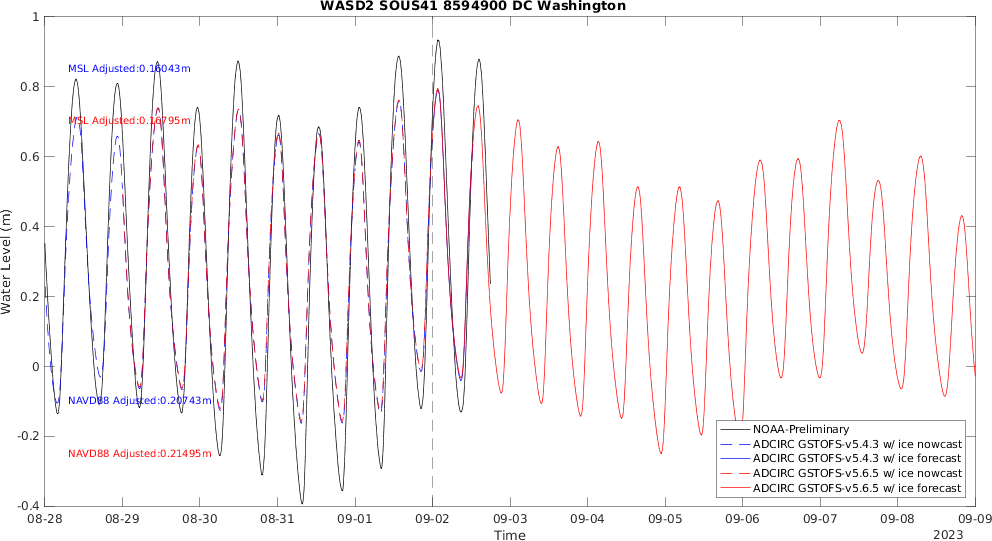 WASD2 SOUS41 8594900 DC Washington
1
0.8
0.6
0.4
0.2
0
-0.2
-0.4
Water Level (m)
MSL Adjusted:0.16043m
MSL Adjusted:0.16795m
NAVD88 Adjusted:0.20743m
NAVD88 Adjusted:0.21495m
NOAA-Preliminary
ADCIRC GSTOFS-v5.4.3 w/ ice nowcast
ADCIRC GSTOFS-v5.4.3 w/ ice forecast
ADCIRC GSTOFS-v5.6.5 w/ ice nowcast
ADCIRC GSTOFS-v5.6.5 w/ ice forecast
08-28 08-29 08-30 08-31 09-01 09-02 09-03 09-04 09-05 09-06 09-07 09-08 09-09
Time
2023